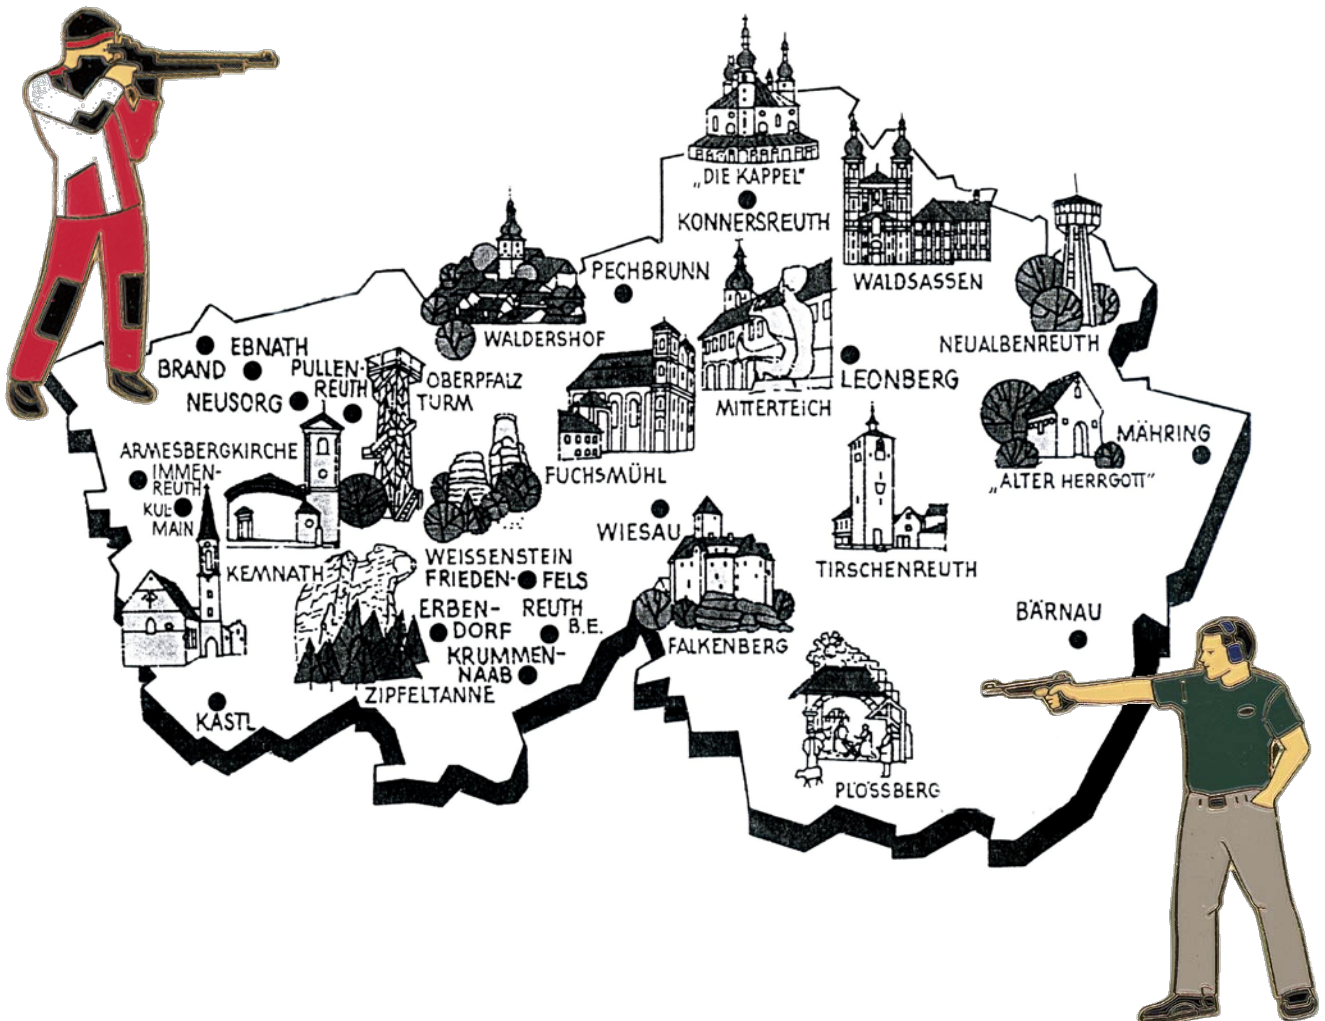 „DIE KAPPEL"
KONNERSREUTH
WALDSASSEN
PECHBRUNN
WALDERSHOF
NEUALBENREUTH
EBNATH
BRAND
PULLEN-
REUTH
NEUSORG
OBERPFALZ
TURM
LEONBERG
MITTERTEICH
MÄHRING
„ALTER HERRGOTT"
ARMESBERGKIRCHE
IMMEN-
REUTH
KUL-
MAIN
FUCHSMÜHL
WIESAU
TIRSCHENREUTH
KEMNATH
WEISSENSTEIN
FRIEDEN-FELS
ERBEN-
DORF
REUTH
B.E.
KRUMMEN-
NAAB
ZIPFELTANNE
FALKENBERG
BÄRNAU
KASTL
PLÖSSBERG